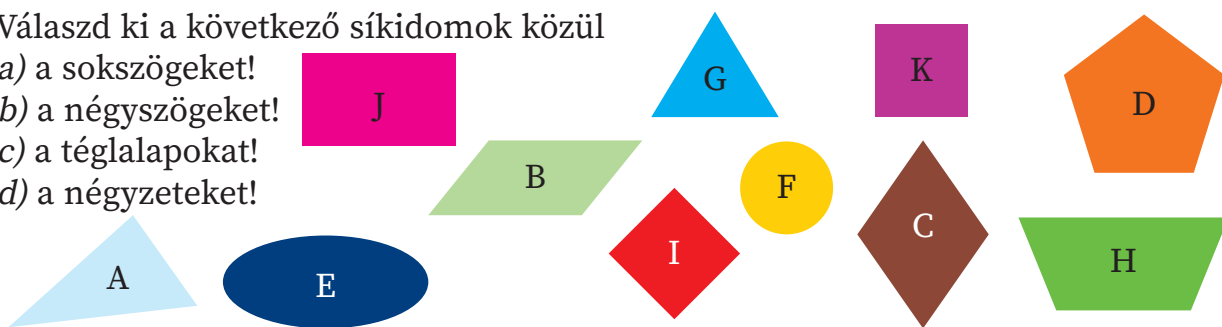 Válaszd ki a következő síkidomok közül
a) a sokszögeket!
b) a négyszögeket!
c) a téglalapokat!
d) a négyzeteket!
J
G
K
D
B
F
A
E
I
C
H